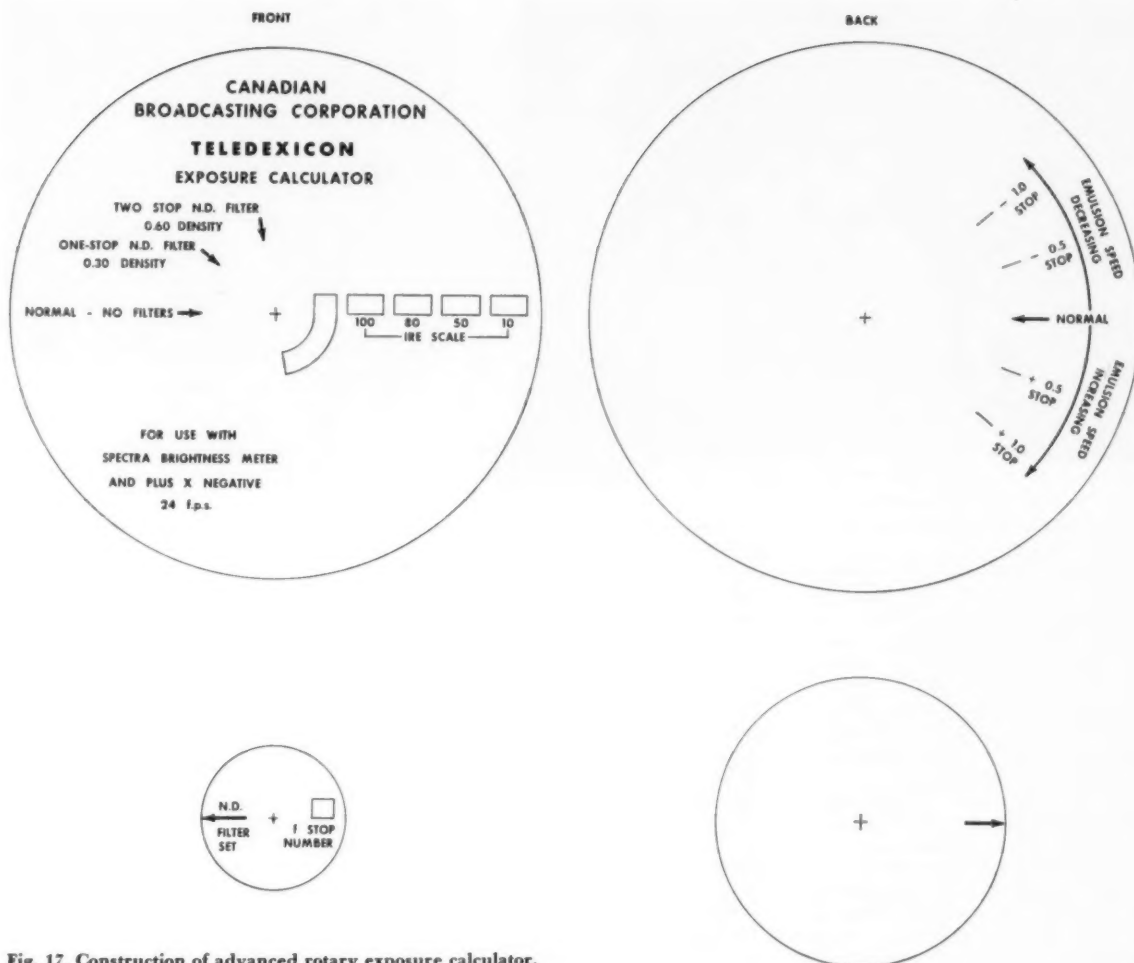 FRONT
CANADIAN
BROADCASTING CORPORATION
TELEDEXICON
EXPOSURE CALCULATOR
TWO STOP N.D. FILTER
0.60 DENSITY
ONE-STOP N.D. FILTER
0.30 DENSITY
NORMAL - NO FILTERS
100 80 50 10
IRE SCALE
FOR USE WITH
SPECTRA BRIGHTNESS METER
AND PLUS X NEGATIVE
24 f.p.s.
BACK
EMULSION SPEED
DECREASING
- 1.0
STOP
- 0.5
STOP
NORMAL
+ 0.5
STOP
+ 1.0
STOP
EMULSION SPEED
INCREASING
N.D.
FILTER
SET
f STOP
NUMBER
Fig. 17. Construction of advanced rotary exposure calculator.